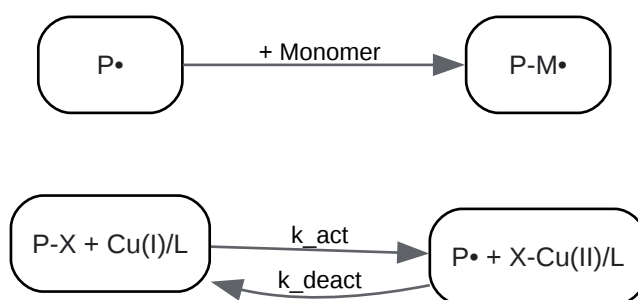 P•
+ Monomer
P-M•
P-X + Cu(I)/L
k_act
k_deact
P• + X-Cu(II)/L